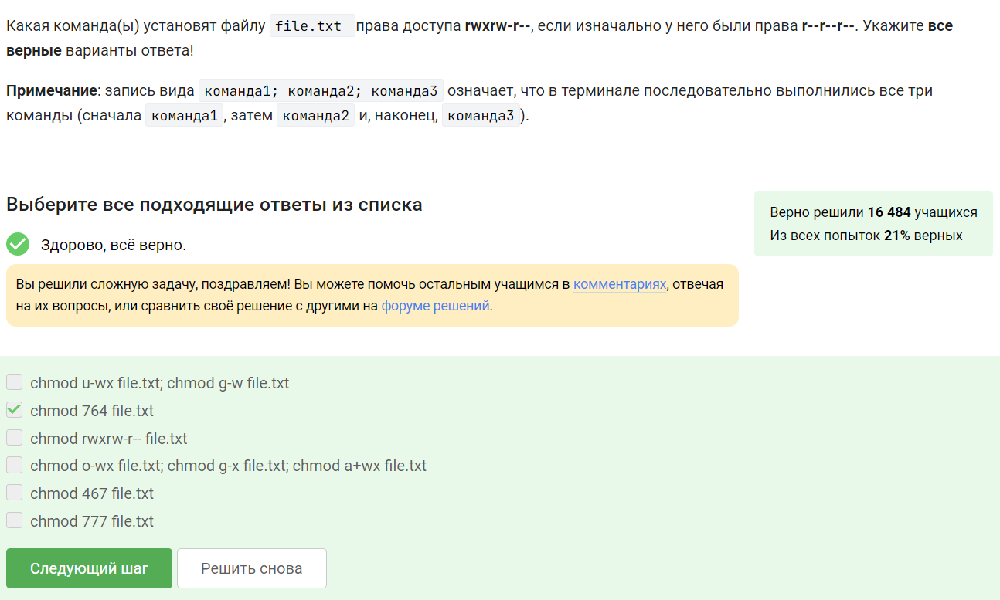 Какая команда(ы) установят файлу file.txt права доступа rwxrw-r--, если изначально у него были права r--r--r--. Укажите все
верные варианты ответа!
Примечание: запись вида команда1; команда2; команда3 означает, что в терминале последовательно выполнились все три
команды (сначала команда1, затем команда2 и, наконец, команда3).
Выберите все подходящие ответы из списка
Верно решили 16 484 учащихся
Из всех попыток 21% верных
Здорово, всё верно.
Вы решили сложную задачу, поздравляем! Вы можете помочь остальным учащимся в комментариях, отвечая
на их вопросы, или сравнить своё решение с другими на форуме решений.
chmod u-wx file.txt; chmod g-w file.txt
chmod 764 file.txt
chmod rwxrw-r-- file.txt
chmod o-wx file.txt; chmod g-x file.txt; chmod a+wx file.txt
chmod 467 file.txt
chmod 777 file.txt
Следующий шаг
Решить снова